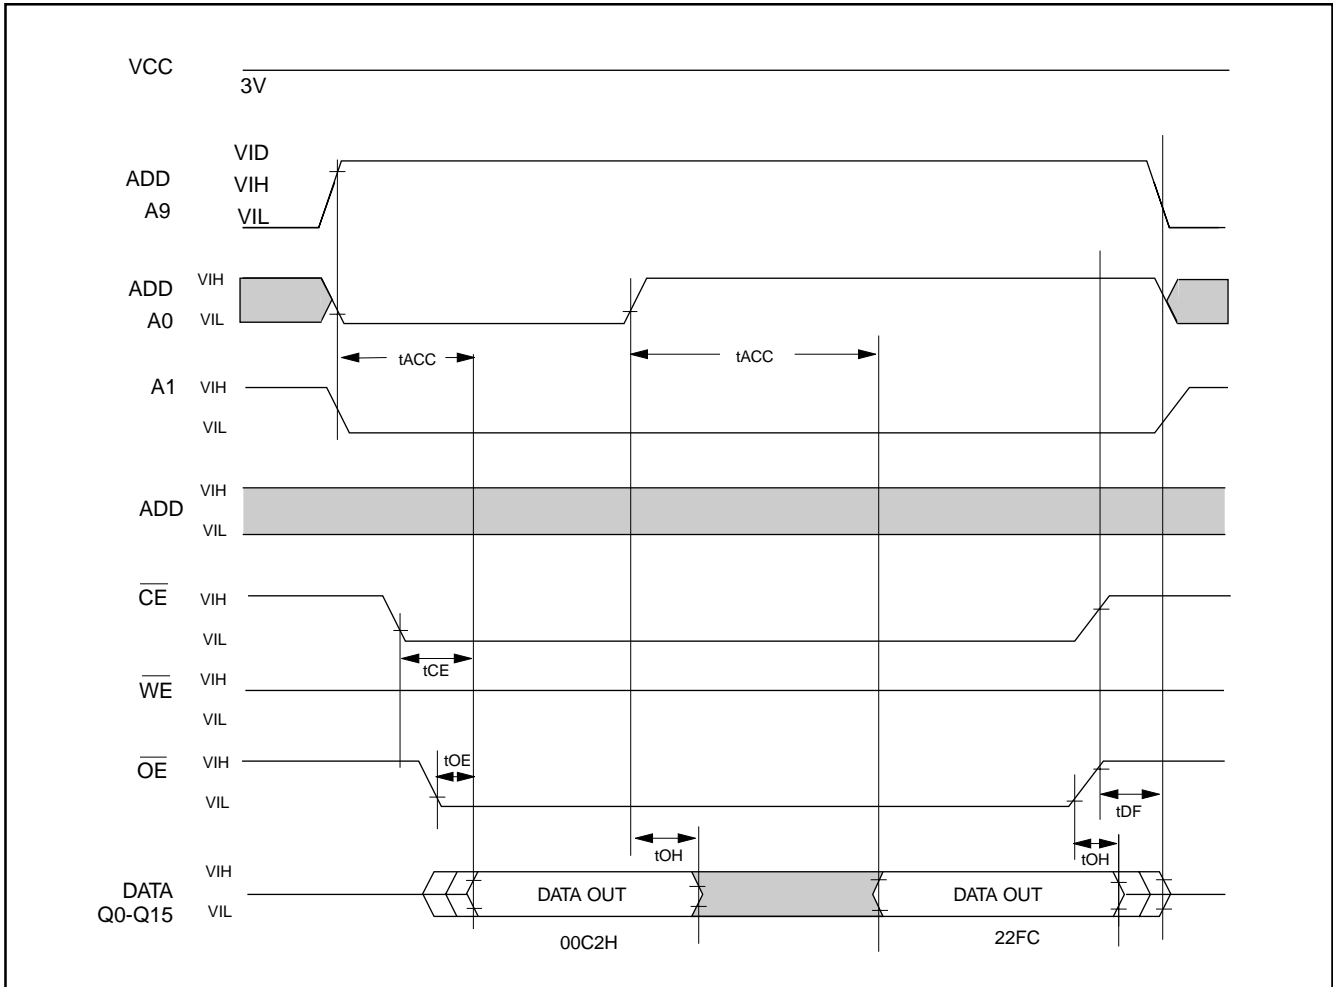 VCC
3V
VID
ADD
VIH
A9
VIL
VIH
ADD
A0
VIL
tACC
tACC
A1
VIH
VIL
VIH
ADD
VIL
CE
VIH
VIL
tCE
VIH
WE
VIL
tOE
VIH
OE
VIL
tDF
tOH
tOH
VIH
DATA
DATA OUT
DATA OUT
Q0-Q15
VIL
00C2H
22FC